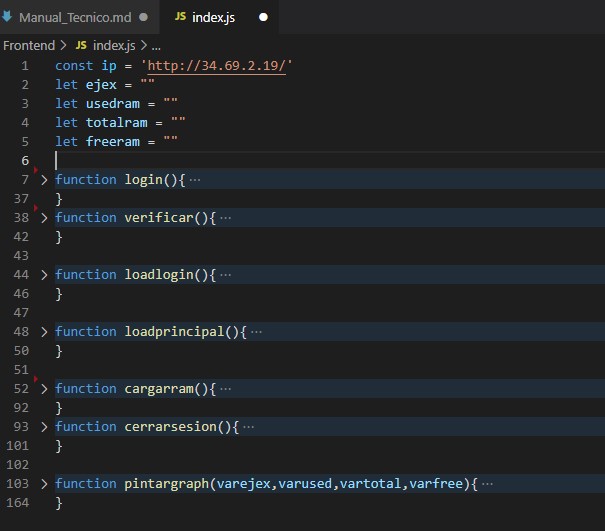 Manual_Tecnico.md ● JS index.js ●
Frontend > JS index.js > ...
1 const ip = 'http://34.69.2.19/'
2 let ejex = ""
3 let usedram = ""
4 let totalram = ""
5 let freeram = ""
6
7 > function login(){ ···
37 }
38 > function verificar(){ ···
42 }
43
44 > function loadlogin(){ ···
46 }
47
48 > function loadprincipal(){ ···
50 }
51
52 > function cargarram(){ ···
92 }
93 > function cerrarsesion(){ ···
101 }
102
103 > function pintargraph(varejex,varused,vartotal,varfree){ ···
164 }